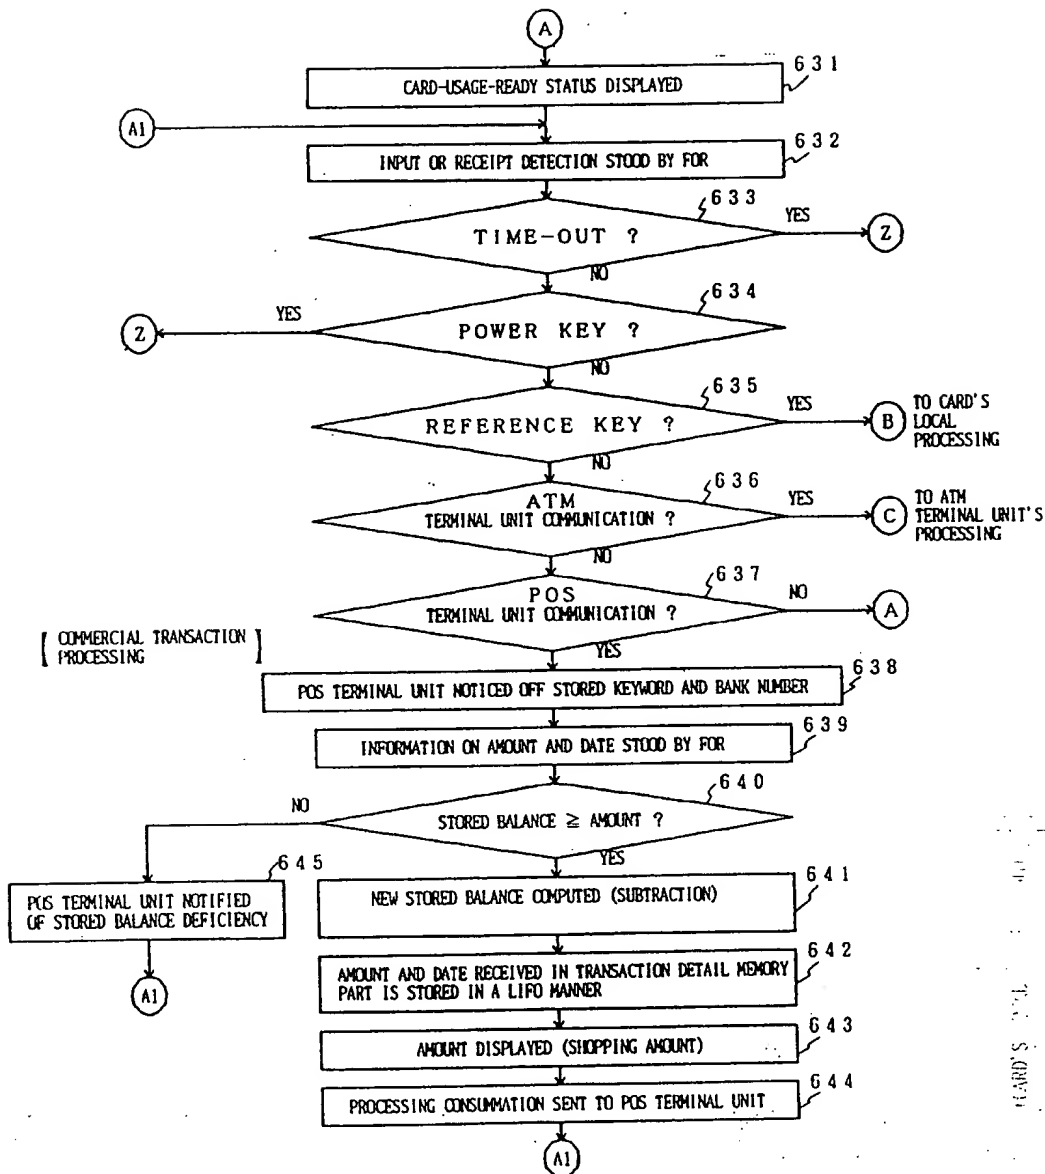 A
631
CARD-USAGE-READY STATUS DISPLAYED
A1
632
INPUT OR RECEIPT DETECTION STOOD BY FOR
633
TIME-OUT ?
YES
Z
NO
634
YES
Z
POWER KEY ?
NO
635
REFERENCE KEY ?
YES
B
TO CARD'S
LOCAL
PROCESSING
NO
636
ATM
TERMINAL UNIT COMMUNICATION ?
YES
C
TO ATM
TERMINAL UNIT'S
PROCESSING
NO
637
POS
TERMINAL UNIT COMMUNICATION ?
NO
A
YES
[ COMMERCIAL TRANSACTION
PROCESSING ]
638
POS TERMINAL UNIT NOTICED OFF STORED KEYWORD AND BANK NUMBER
639
INFORMATION ON AMOUNT AND DATE STOOD BY FOR
640
NO
STORED BALANCE ≧ AMOUNT ?
YES
645
POS TERMINAL UNIT NOTIFIED
OF STORED BALANCE DEFICIENCY
A1
641
NEW STORED BALANCE COMPUTED (SUBTRACTION)
642
AMOUNT AND DATE RECEIVED IN TRANSACTION DETAIL MEMORY
PART IS STORED IN A LIFO MANNER
643
AMOUNT DISPLAYED (SHOPPING AMOUNT)
644
PROCESSING CONSUMMATION SENT TO POS TERMINAL UNIT
A1
CARD'S